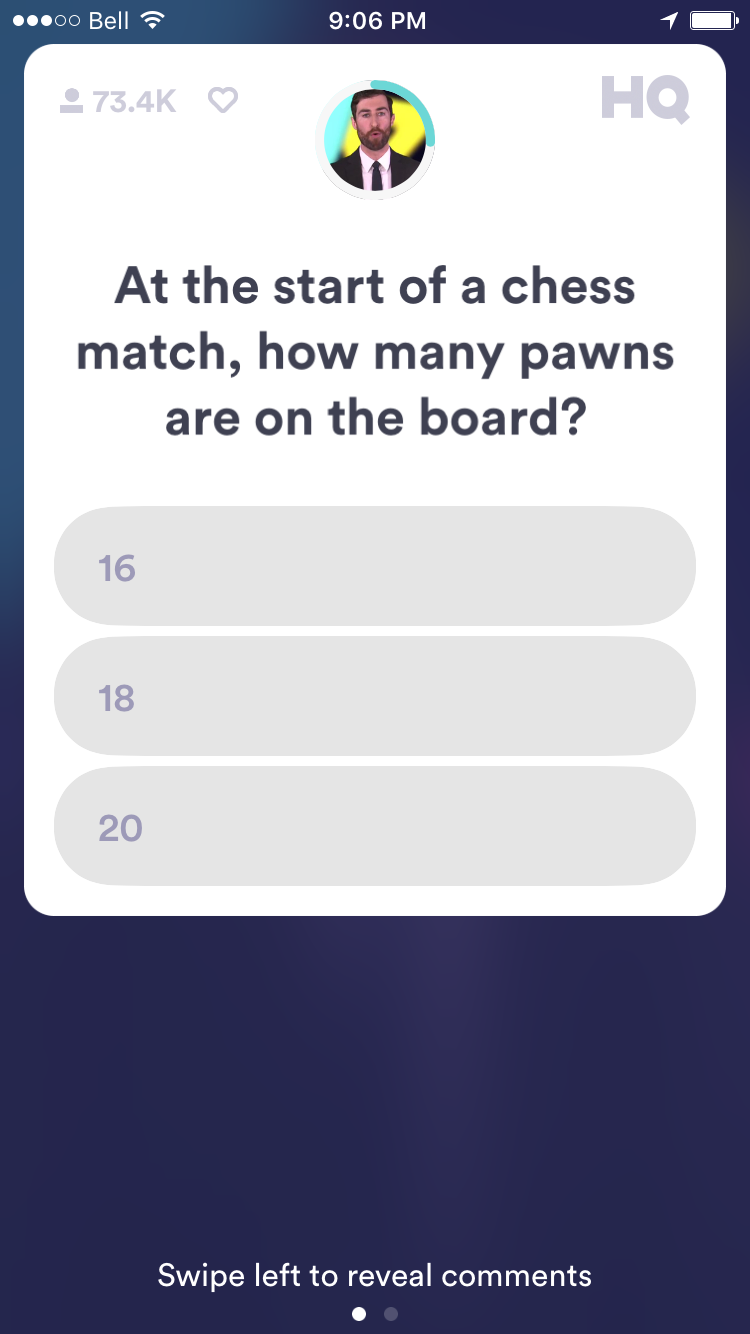 Bell 9:06 PM
73.4K HQ
At the start of a chess
match, how many pawns
are on the board?
16
18
20
Swipe left to reveal comments